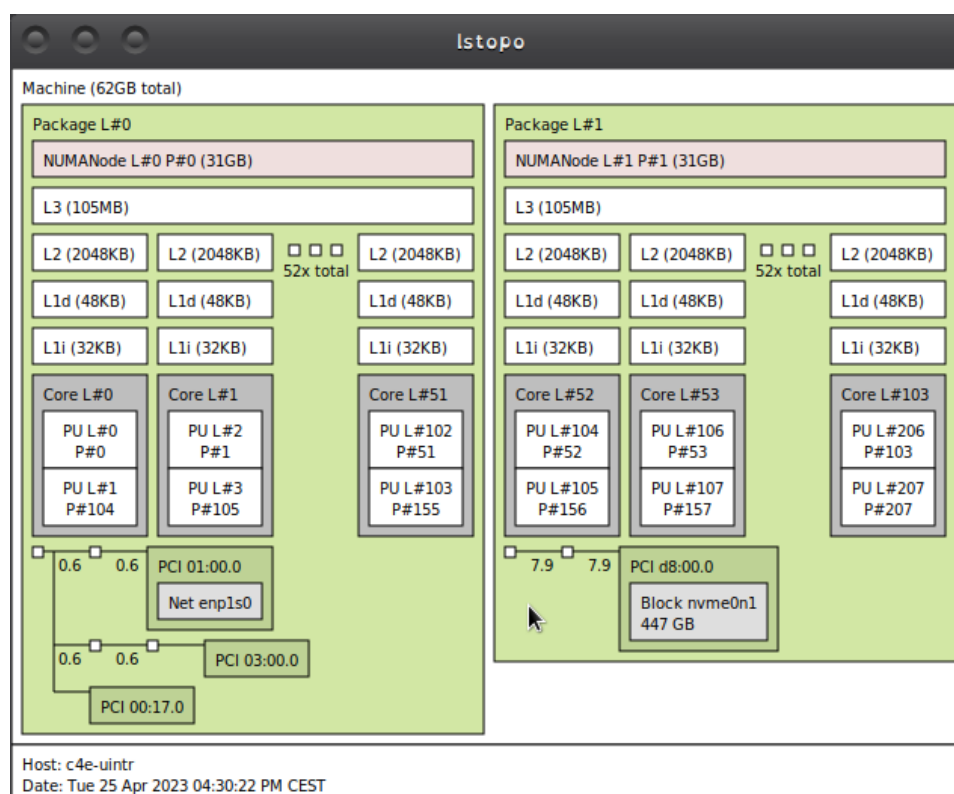 lstopo
Machine (62GB total)
Package L#0
NUMANode L#0 P#0 (31GB)
L3 (105MB)
L2 (2048KB) L2 (2048KB) 52x total L2 (2048KB)
L1d (48KB) L1d (48KB) L1d (48KB)
L1i (32KB) L1i (32KB) L1i (32KB)
Core L#0 Core L#1 Core L#51
PU L#0 PU L#2 PU L#102
P#0 P#1 P#51
PU L#1 PU L#3 PU L#103
P#104 P#105 P#155
0.6 0.6 PCI 01:00.0
Net enp1s0
0.6 0.6 PCI 03:00.0
PCI 00:17.0
Package L#1
NUMANode L#1 P#1 (31GB)
L3 (105MB)
L2 (2048KB) L2 (2048KB) 52x total L2 (2048KB)
L1d (48KB) L1d (48KB) L1d (48KB)
L1i (32KB) L1i (32KB) L1i (32KB)
Core L#52 Core L#53 Core L#103
PU L#104 PU L#106 PU L#206
P#52 P#53 P#103
PU L#105 PU L#107 PU L#207
P#156 P#157 P#207
7.9 7.9 PCI d8:00.0
Block nvme0n1
447 GB
Host: c4e-uintr
Date: Tue 25 Apr 2023 04:30:22 PM CEST